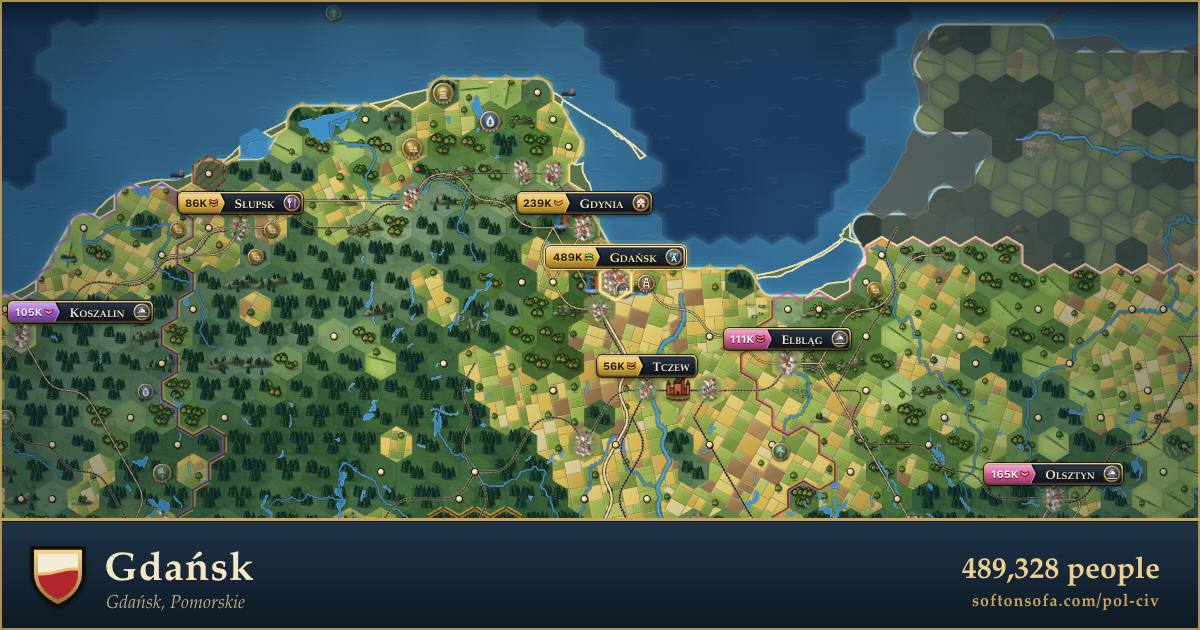 86K Słupsk
239K Gdynia
489K Gdańsk
105K Koszalin
111K Elbląg
56K Tczew
165K Olsztyn
Gdańsk
Gdańsk, Pomorskie
489,328 people
softonsofa.com/pol-civ